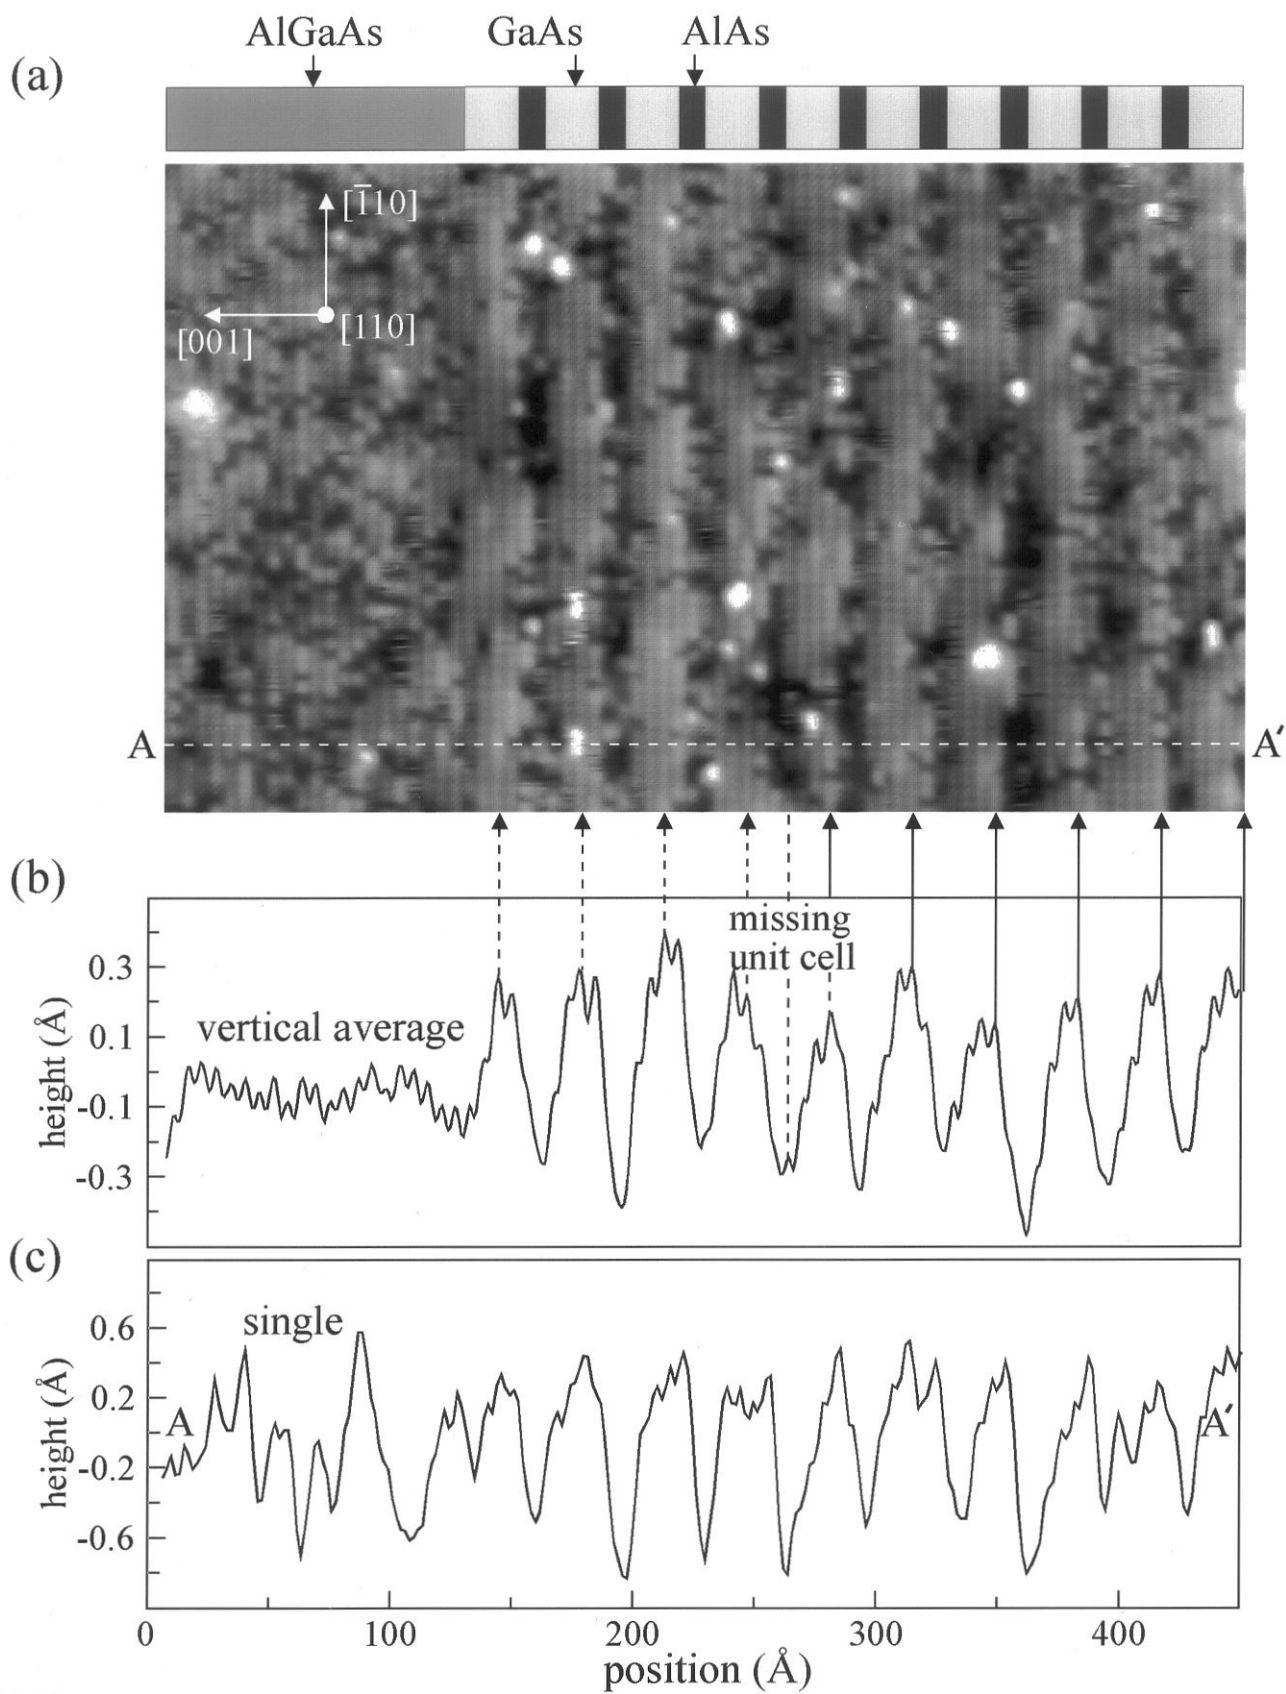 AlGaAs GaAs AlAs
(a)
[1̄10]
[001] [110]
A A′
(b)
missing
unit cell
vertical average
0.3
0.1
-0.1
-0.3
height (Å)
(c)
single
0.6
0.2
-0.2
-0.6
height (Å)
A A′
0 100 200 300 400
position (Å)